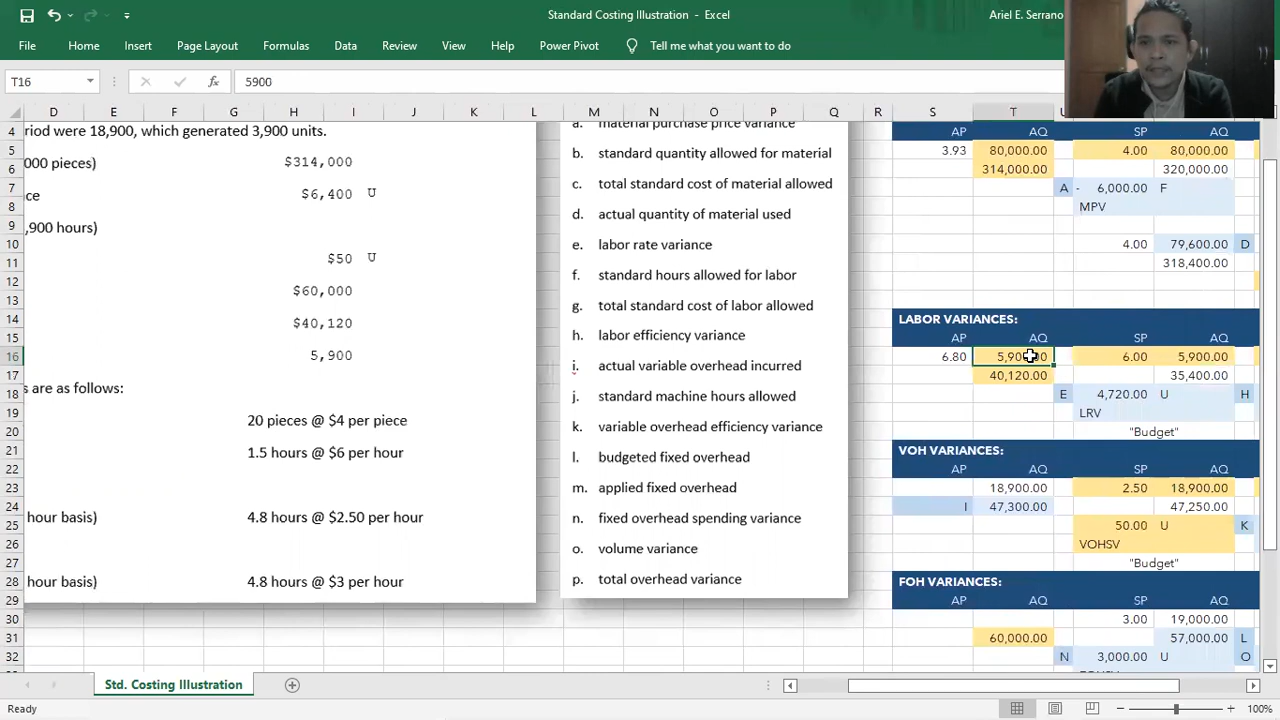 Standard Costing Illustration - Excel
Ariel E. Serrano
File Home Insert Page Layout Formulas Data Review View Help Power Pivot Tell me what you want to do
T16 fx 5900
D E F G H I J K L M N O P Q R S T U V W
4 riod were 18,900, which generated 3,900 units.
5 000 pieces) $314,000
7 ce $6,400 U
9 ,900 hours)
$50 U
$60,000
$40,120
5,900
s are as follows:
20 pieces @ $4 per piece
1.5 hours @ $6 per hour
hour basis) 4.8 hours @ $2.50 per hour
hour basis) 4.8 hours @ $3 per hour
a. material purchase price variance
b. standard quantity allowed for material
c. total standard cost of material allowed
d. actual quantity of material used
e. labor rate variance
f. standard hours allowed for labor
g. total standard cost of labor allowed
h. labor efficiency variance
i. actual variable overhead incurred
j. standard machine hours allowed
k. variable overhead efficiency variance
l. budgeted fixed overhead
m. applied fixed overhead
n. fixed overhead spending variance
o. volume variance
p. total overhead variance
AP AQ SP AQ
3.93 80,000.00 4.00 80,000.00
314,000.00 320,000.00
A - 6,000.00 F
MPV
4.00 79,600.00 D
318,400.00
LABOR VARIANCES:
AP AQ SP AQ
6.80 5,900.00 6.00 5,900.00
40,120.00 35,400.00
E 4,720.00 U H
LRV
"Budget"
VOH VARIANCES:
AP AQ SP AQ
18,900.00 2.50 18,900.00
I 47,300.00 47,250.00
50.00 U K
VOHSV
"Budget"
FOH VARIANCES:
AP AQ SP AQ
3.00 19,000.00
60,000.00 57,000.00 L
N 3,000.00 U O
Std. Costing Illustration
Ready 100%